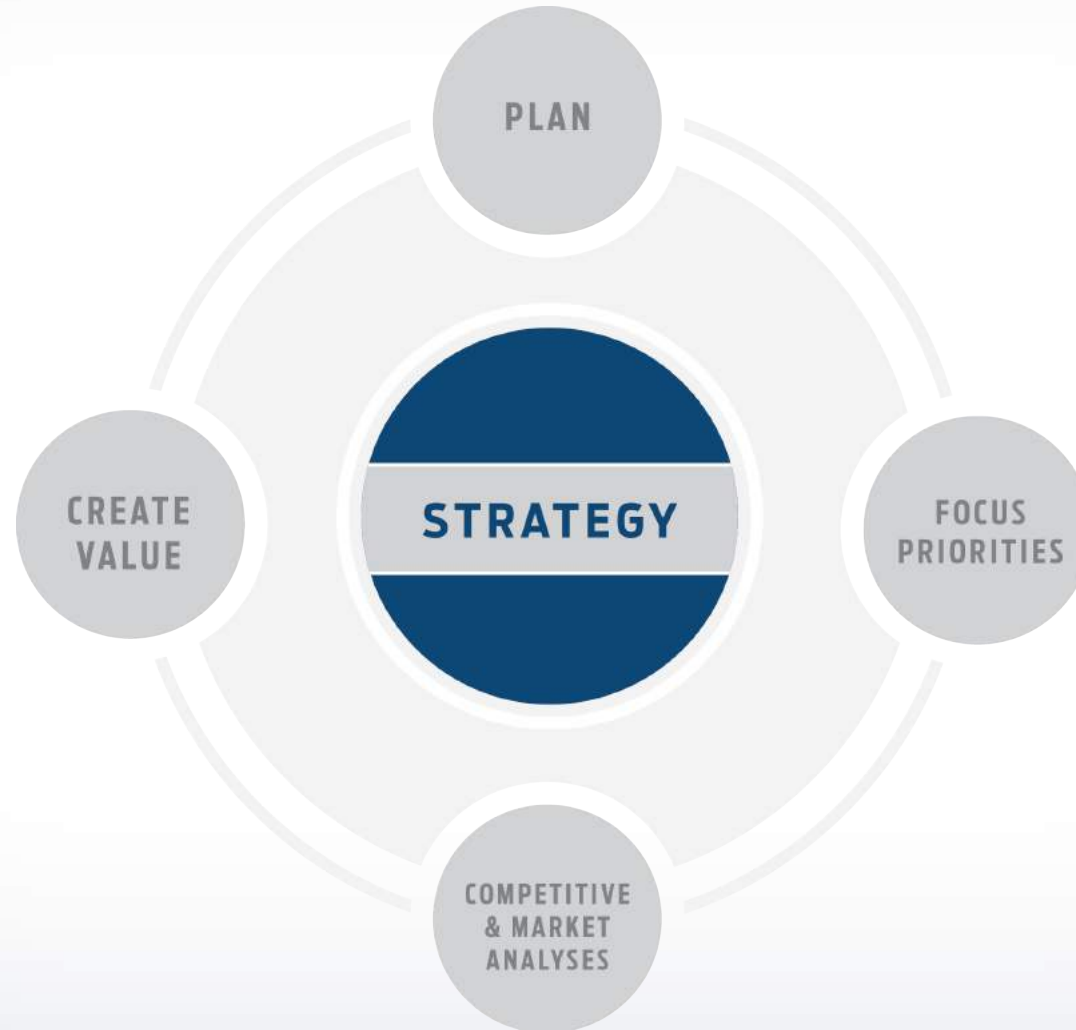 PLAN
CREATE
VALUE
STRATEGY
FOCUS
PRIORITIES
COMPETITIVE
& MARKET
ANALYSES